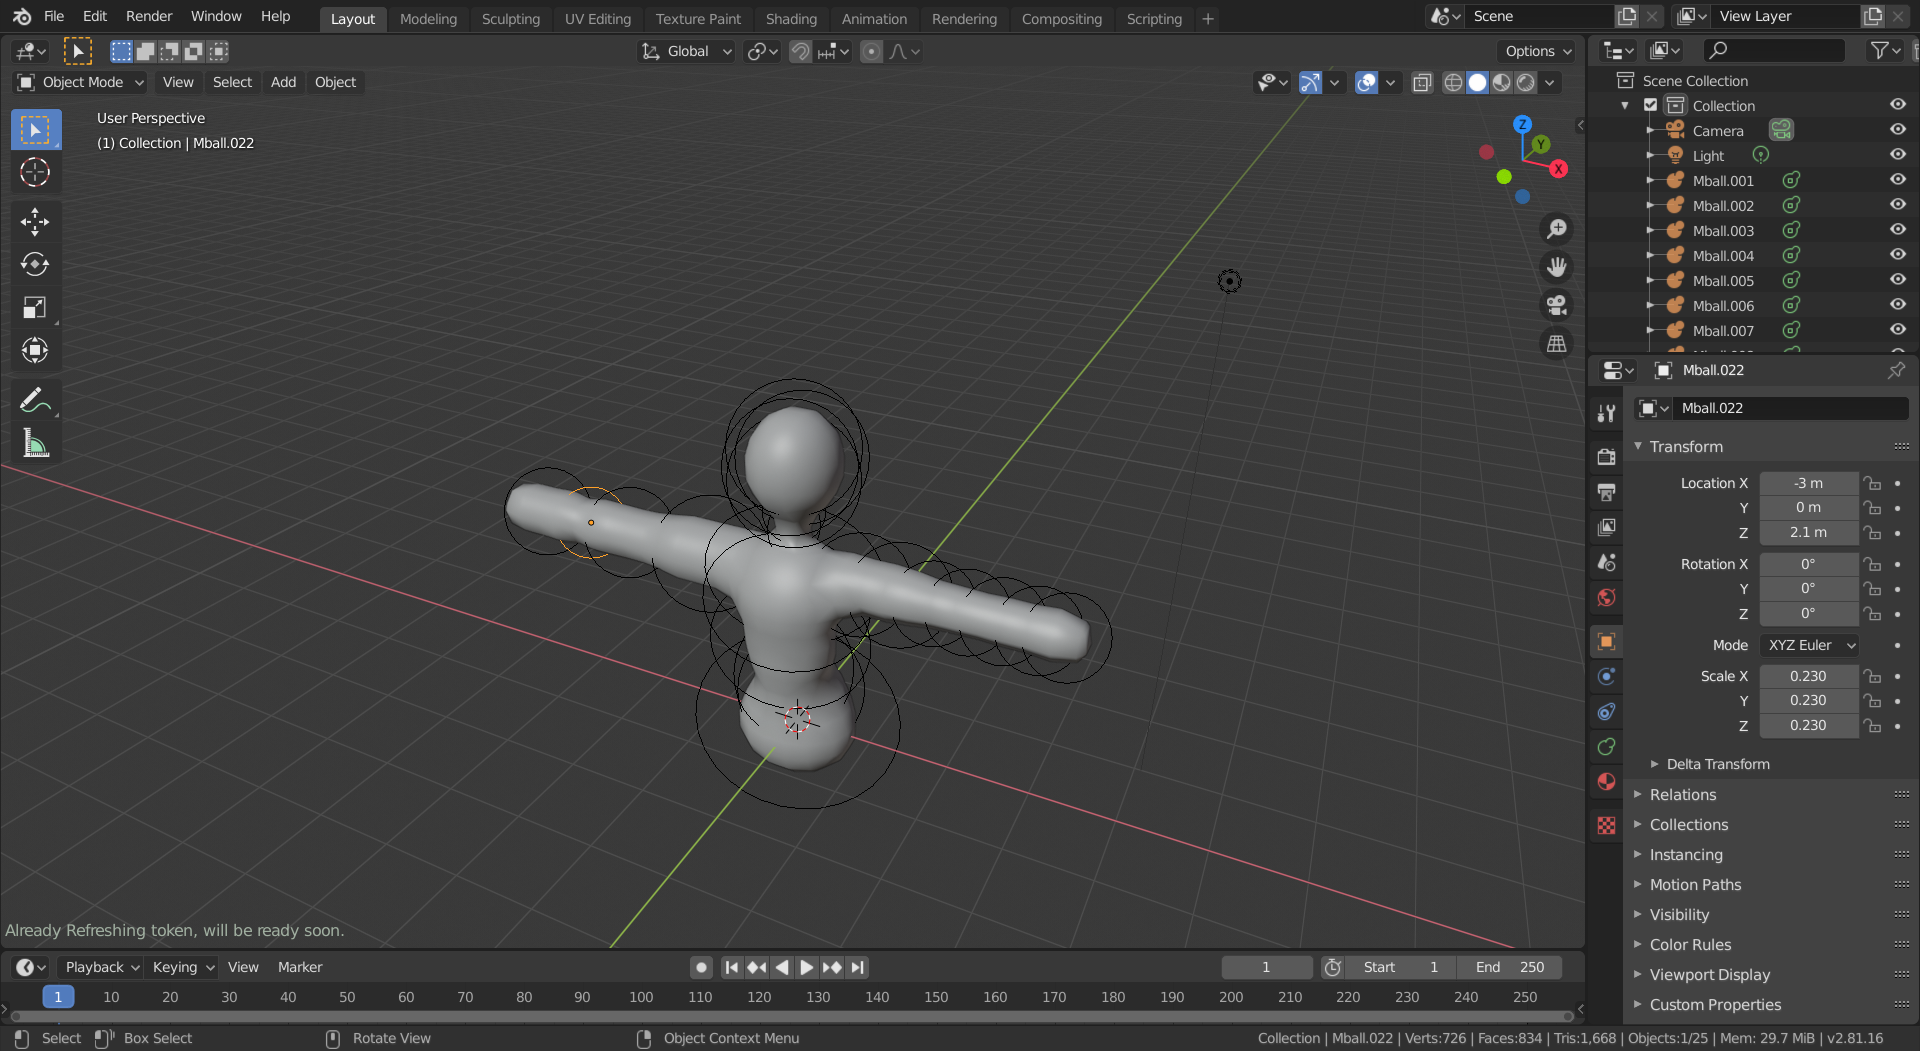 File Edit Render Window Help Layout Modeling Sculpting UV Editing Texture Paint Shading Animation Rendering Compositing Scripting + Scene View Layer
Global Options
Object Mode View Select Add Object
User Perspective
(1) Collection | Mball.022
Z
Y
X
Scene Collection
Collection
Camera
Light
Mball.001
Mball.002
Mball.003
Mball.004
Mball.005
Mball.006
Mball.007
Mball.022
Mball.022
Transform
Location X -3 m
Y 0 m
Z 2.1 m
Rotation X 0°
Y 0°
Z 0°
Mode XYZ Euler
Scale X 0.230
Y 0.230
Z 0.230
Delta Transform
Relations
Collections
Instancing
Motion Paths
Visibility
Color Rules
Viewport Display
Custom Properties
Already Refreshing token, will be ready soon.
Playback Keying View Marker 1 Start 1 End 250
1 10 20 30 40 50 60 70 80 90 100 110 120 130 140 150 160 170 180 190 200 210 220 230 240 250
Select Box Select Rotate View Object Context Menu Collection | Mball.022 | Verts:726 | Faces:834 | Tris:1,668 | Objects:1/25 | Mem: 29.7 MiB | v2.81.16